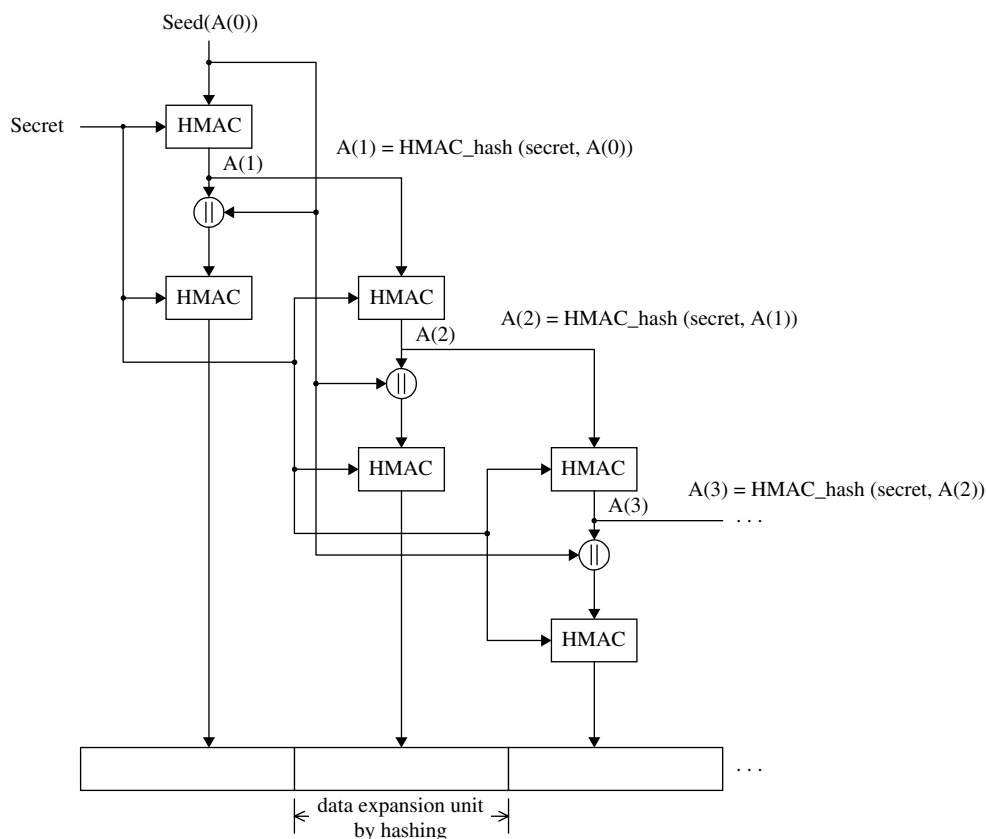 Seed(A(0))
Secret
HMAC
A(1) = HMAC_hash (secret, A(0))
A(1)
||
HMAC
HMAC
A(2) = HMAC_hash (secret, A(1))
A(2)
||
HMAC
HMAC
A(3) = HMAC_hash (secret, A(2))
A(3)
. . .
||
HMAC
. . .
data expansion unit
by hashing